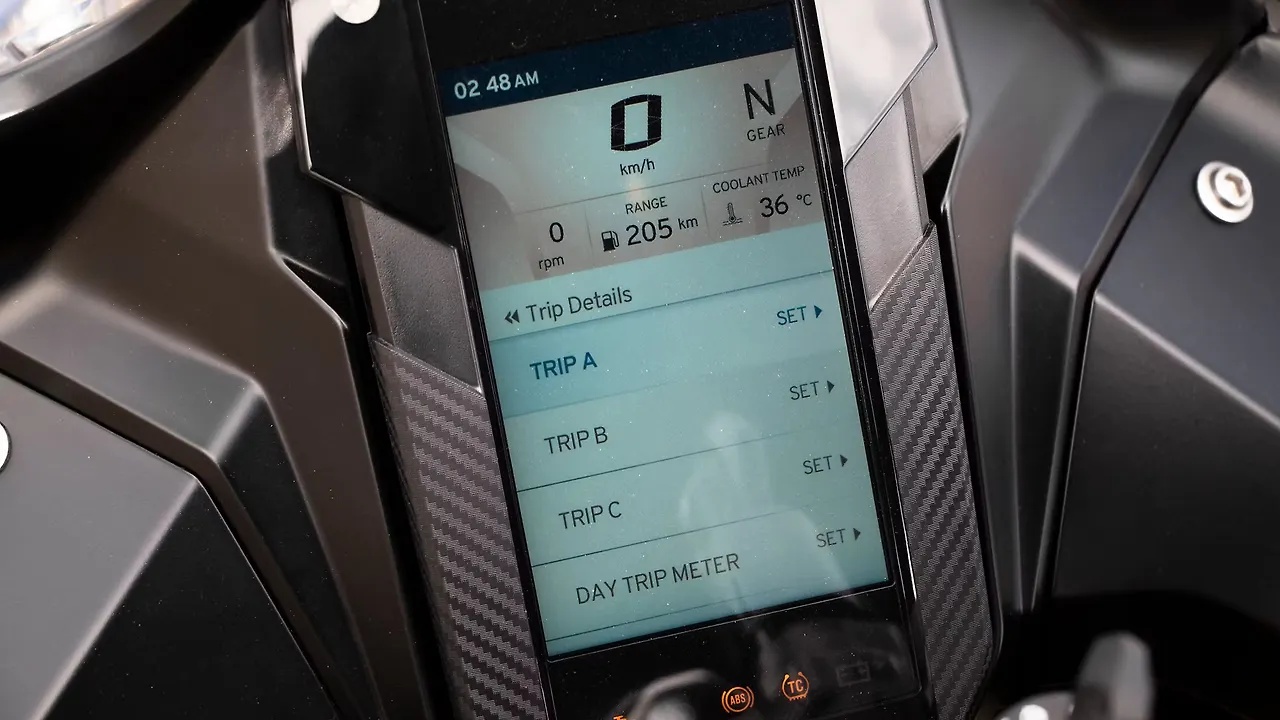 02 48 AM
0
km/h
N
GEAR
0
rpm
RANGE
205 km
COOLANT TEMP
36 °C
Trip Details
TRIP A
SET
TRIP B
SET
TRIP C
SET
DAY TRIP METER
SET
ABS
TC